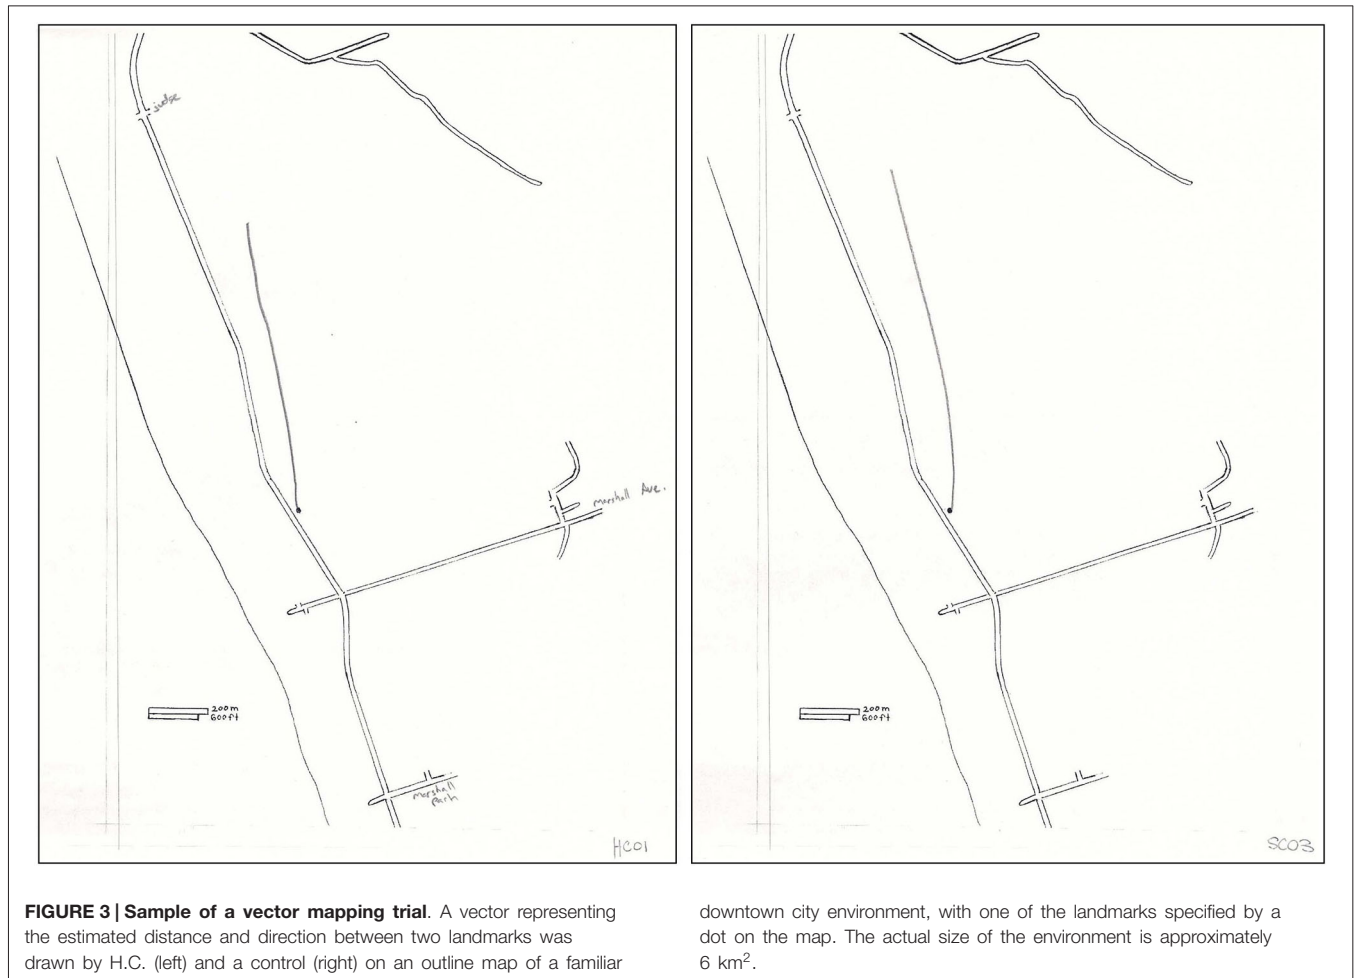 judse
Marshall Ave.
200m
600ft
Marshall
Park
HC01
200m
600ft
SC03
FIGURE 3 | Sample of a vector mapping trial. A vector representing
the estimated distance and direction between two landmarks was
drawn by H.C. (left) and a control (right) on an outline map of a familiar
downtown city environment, with one of the landmarks specified by a
dot on the map. The actual size of the environment is approximately
6 km².